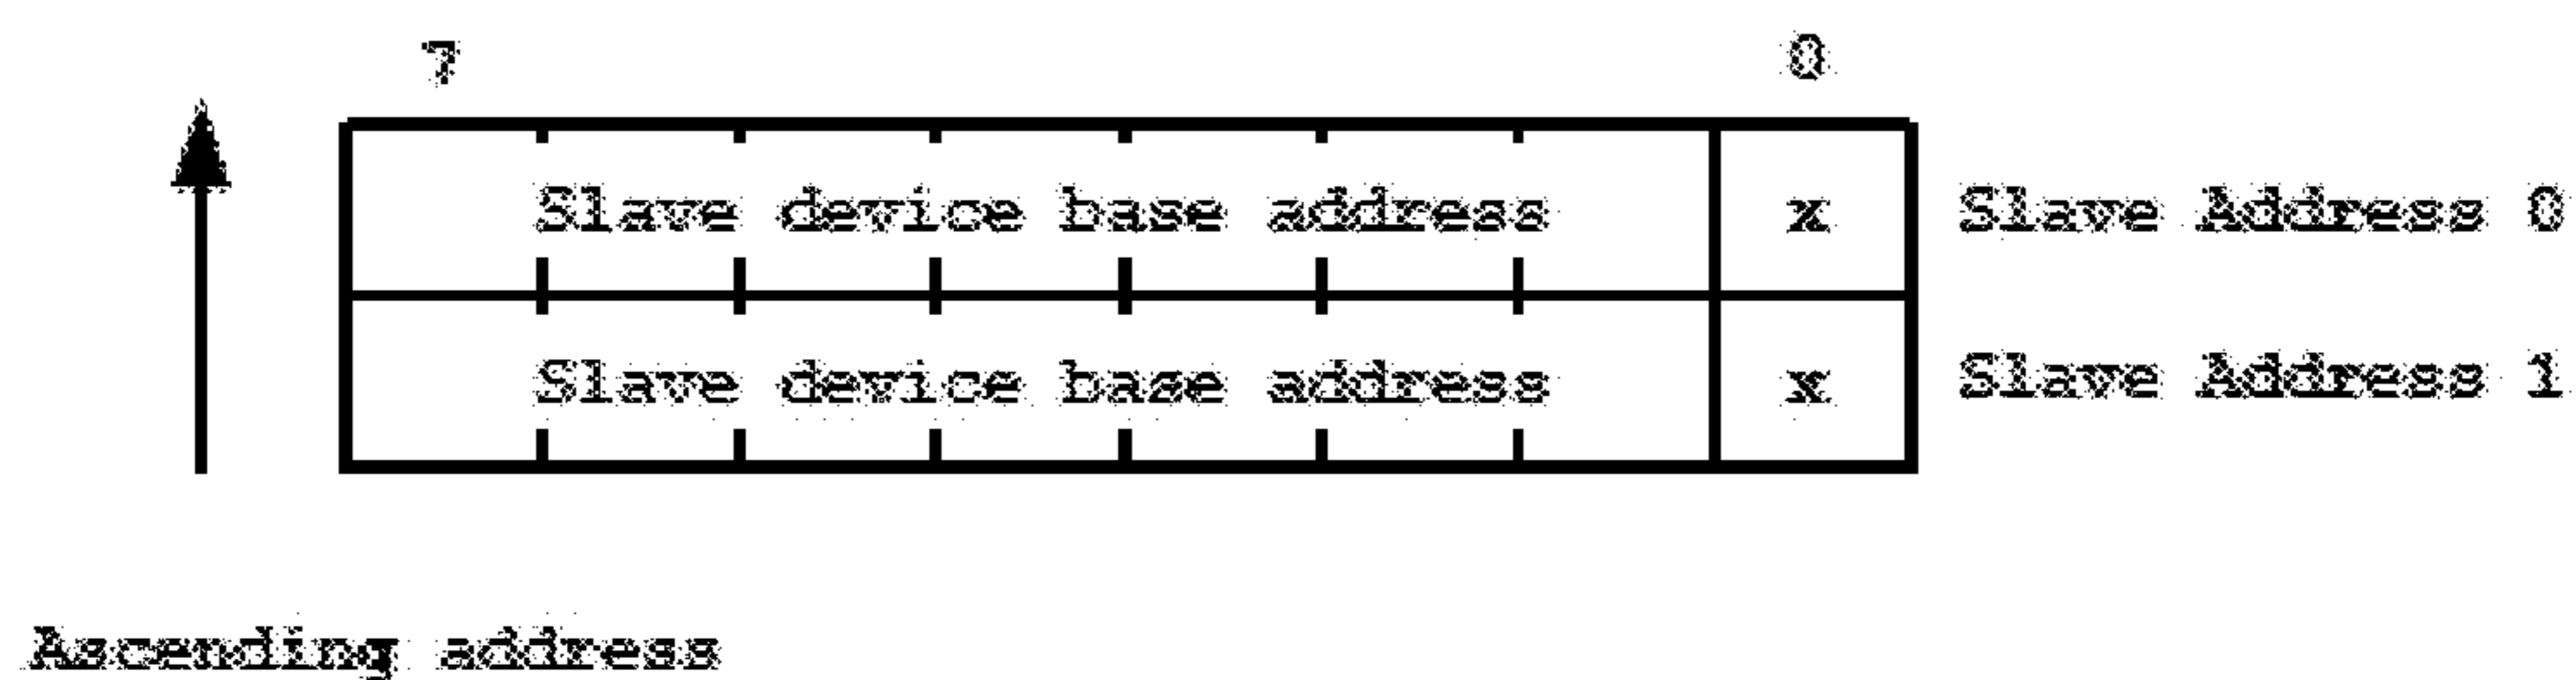 7 0
Slave device base address x Slave Address 0
Slave device base address x Slave Address 1
Ascending address